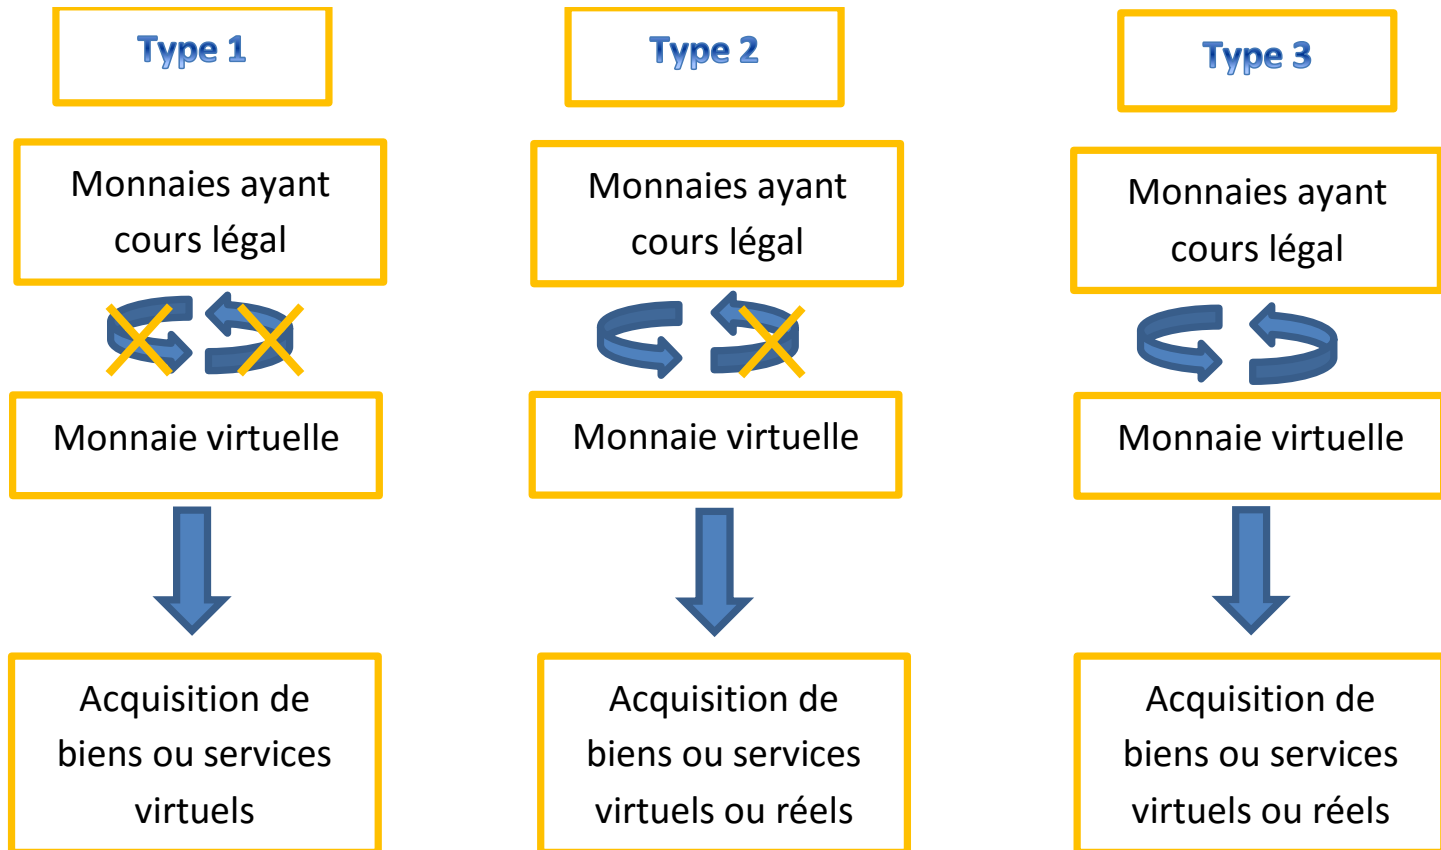 Type 1
Monnaies ayant
cours légal
Monnaie virtuelle
Acquisition de
biens ou services
virtuels
Type 2
Monnaies ayant
cours légal
Monnaie virtuelle
Acquisition de
biens ou services
virtuels ou réels
Type 3
Monnaies ayant
cours légal
Monnaie virtuelle
Acquisition de
biens ou services
virtuels ou réels